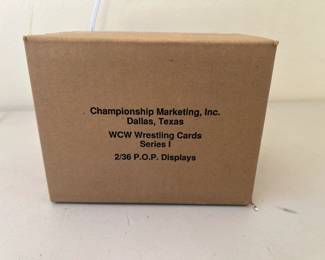 Championship Marketing, Inc.
Dallas, Texas
WCW Wrestling Cards
Series I
2/36 P.O.P. Displays